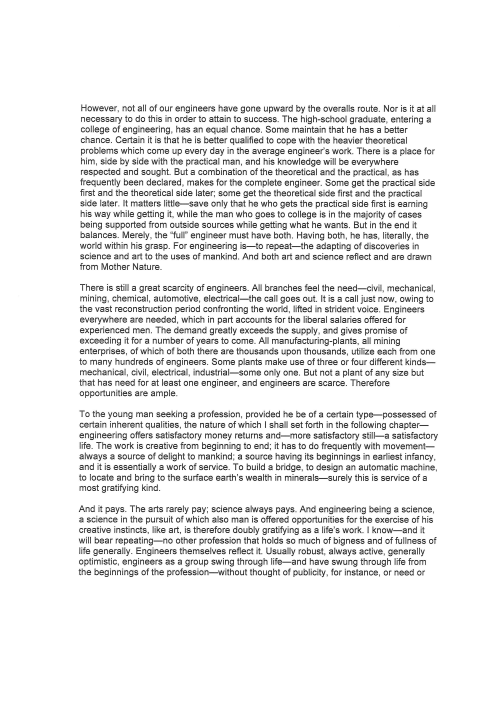 However, not all of our engineers have gone upward by the overalls route. Nor is it at all
necessary to do this in order to attain to success. The high-school graduate, entering a
college of engineering, has an equal chance. Some maintain that he has a better
chance. Certain it is that he is better qualified to cope with the heavier theoretical
problems which come up every day in the average engineer's work. There is a place for
him, side by side with the practical man, and his knowledge will be everywhere
respected and sought. But a combination of the theoretical and the practical, as has
frequently been declared, makes for the complete engineer. Some get the practical side
first and the theoretical side later; some get the theoretical side first and the practical
side later. It matters little—save only that he who gets the practical side first is earning
his way while getting it, while the man who goes to college is in the majority of cases
being supported from outside sources while getting what he wants. But in the end it
balances. Merely, the “full” engineer must have both. Having both, he has, literally, the
world within his grasp. For engineering is—to repeat—the adapting of discoveries in
science and art to the uses of mankind. And both art and science reflect and are drawn
from Mother Nature.

There is still a great scarcity of engineers. All branches feel the need—civil, mechanical,
mining, chemical, automotive, electrical—the call goes out. It is a call just now, owing to
the vast reconstruction period confronting the world, lifted in strident voice. Engineers
everywhere are needed, which in part accounts for the liberal salaries offered for
experienced men. The demand greatly exceeds the supply, and gives promise of
exceeding it for a number of years to come. All manufacturing-plants, all mining
enterprises, of which of both there are thousands upon thousands, utilize each from one
to many hundreds of engineers. Some plants make use of three or four different kinds—
mechanical, civil, electrical, industrial—some only one. But not a plant of any size but
that has need for at least one engineer, and engineers are scarce. Therefore
opportunities are ample.

To the young man seeking a profession, provided he be of a certain type—possessed of
certain inherent qualities, the nature of which I shall set forth in the following chapter—
engineering offers satisfactory money returns and—more satisfactory still—a satisfactory
life. The work is creative from beginning to end; it has to do frequently with movement—
always a source of delight to mankind; a source having its beginnings in earliest infancy,
and it is essentially a work of service. To build a bridge, to design an automatic machine,
to locate and bring to the surface earth's wealth in minerals—surely this is service of a
most gratifying kind.

And it pays. The arts rarely pay; science always pays. And engineering being a science,
a science in the pursuit of which also man is offered opportunities for the exercise of his
creative instincts, like art, is therefore doubly gratifying as a life's work. I know—and it
will bear repeating—no other profession that holds so much of bigness and of fullness of
life generally. Engineers themselves reflect it. Usually robust, always active, generally
optimistic, engineers as a group swing through life—and have swung through life from
the beginnings of the profession—without thought of publicity, for instance, or need or